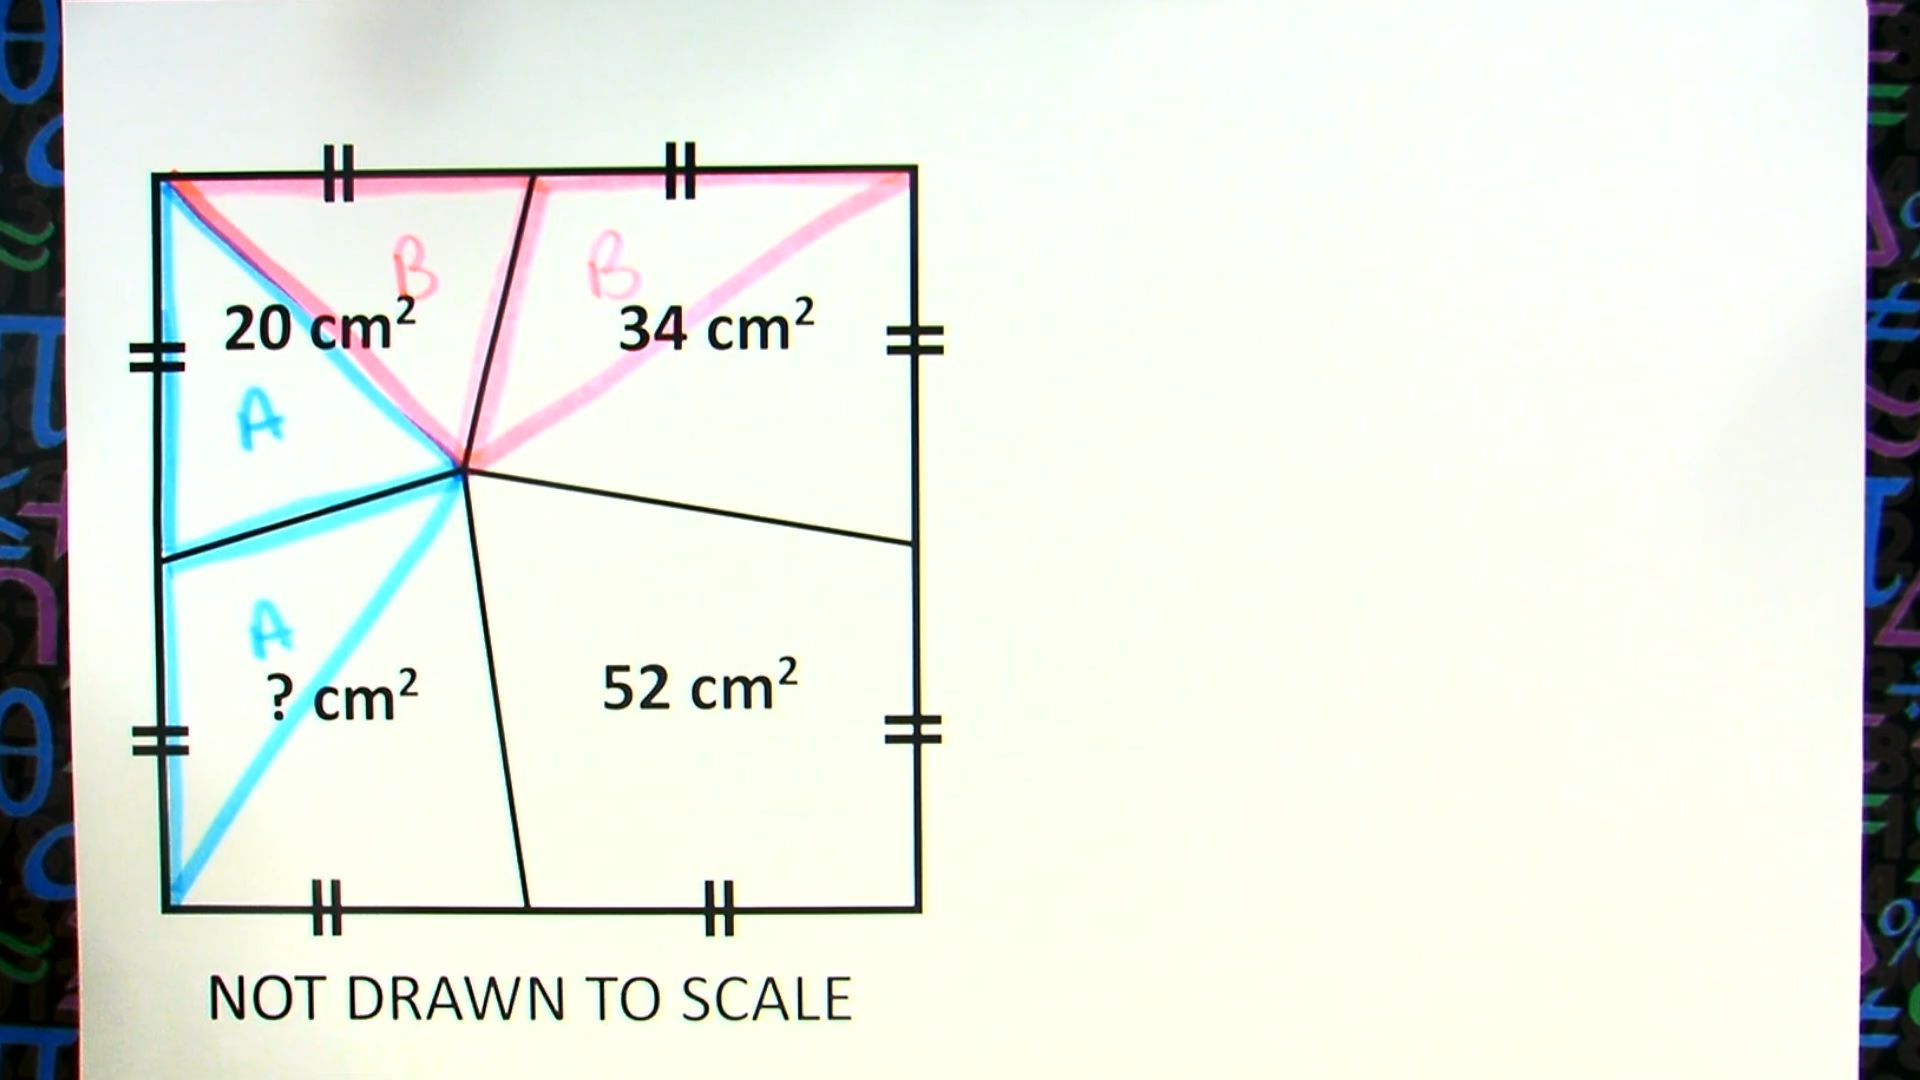 B B
20 cm² 34 cm²
A
A
? cm² 52 cm²
NOT DRAWN TO SCALE